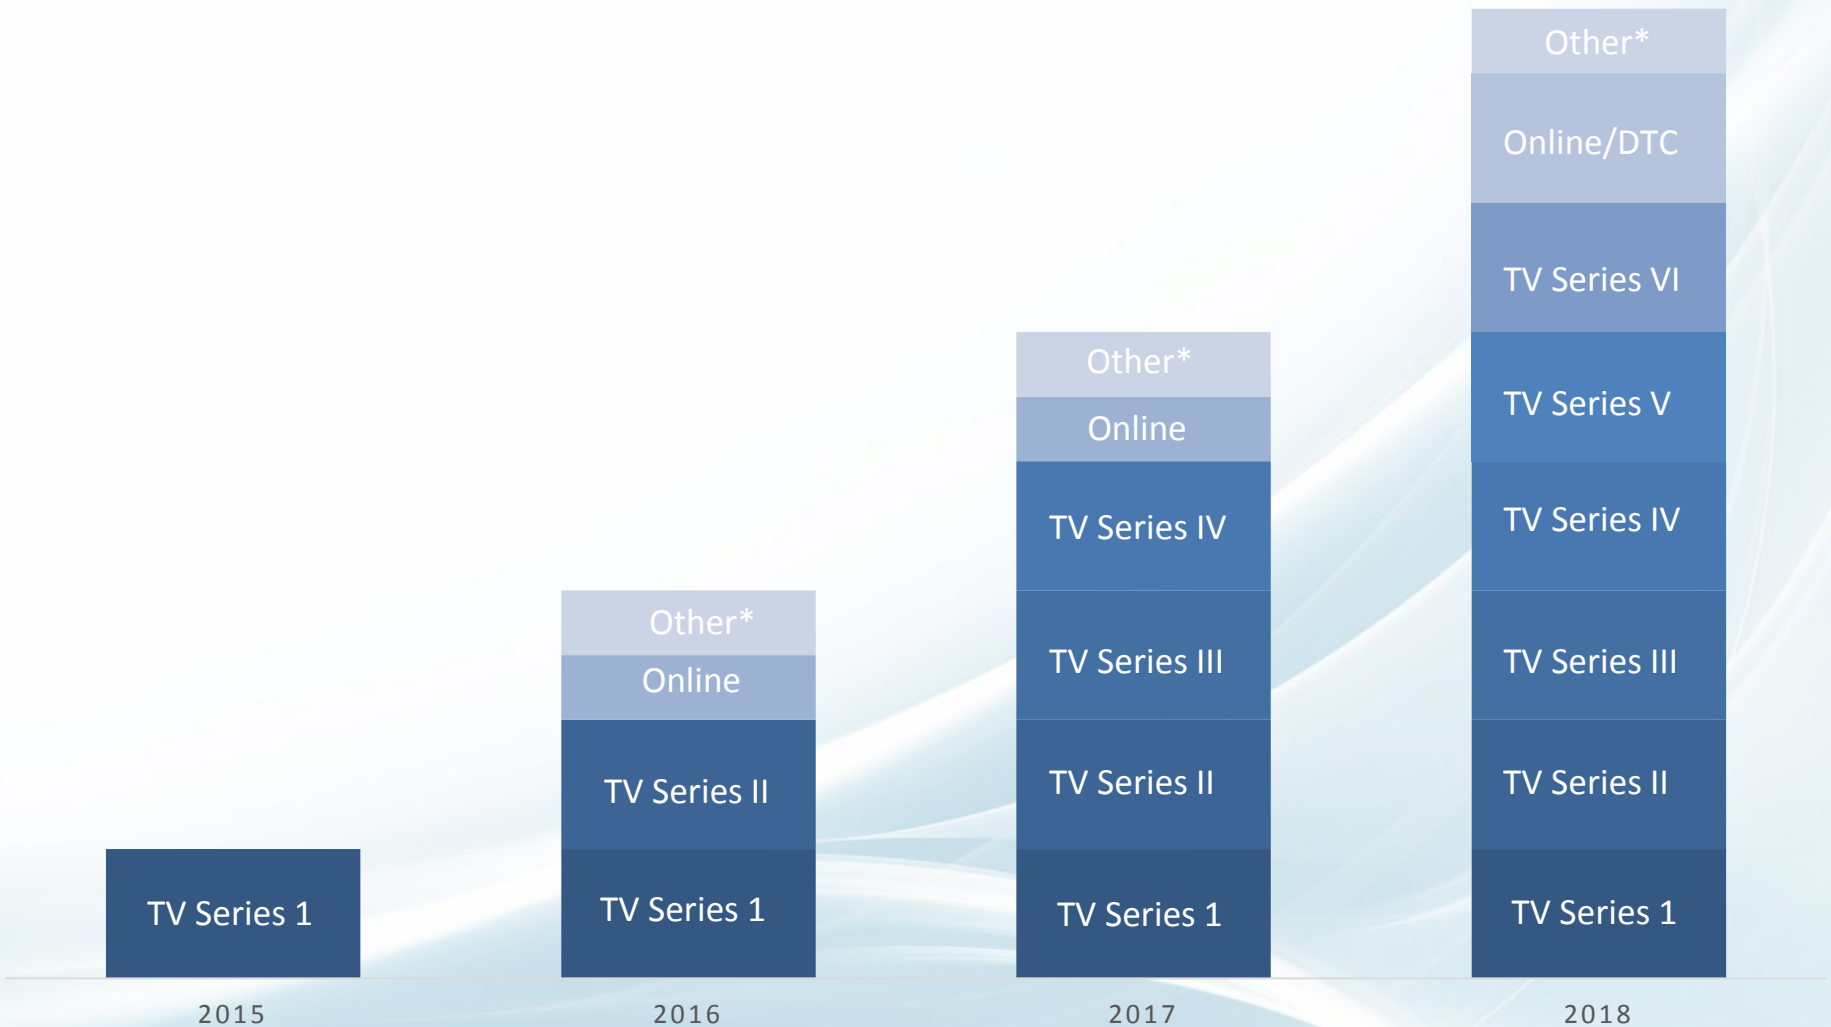 TV Series 1
2015
Other*
Online
TV Series II
TV Series 1
2016
Other*
Online
TV Series IV
TV Series III
TV Series II
TV Series 1
2017
Other*
Online/DTC
TV Series VI
TV Series V
TV Series IV
TV Series III
TV Series II
TV Series 1
2018